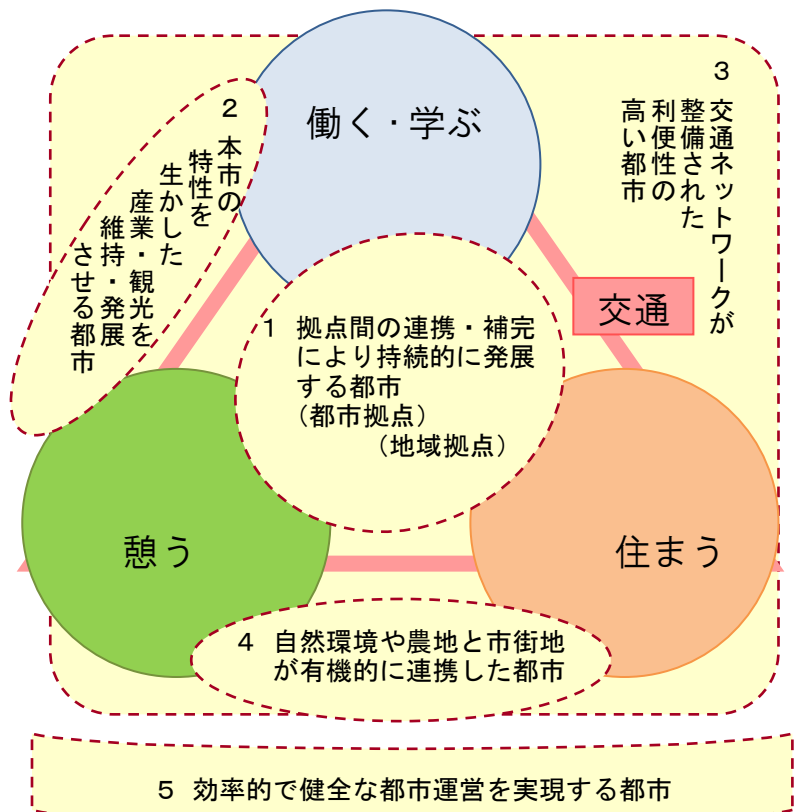 働く・学ぶ
3
交通ネットワークが
整備された
利便性の
高い都市
2
本市の
特性を
生かした
産業・観光を
維持・発展
させる都市
交通
1 拠点間の連携・補完
により持続的に発展
する都市
（都市拠点）
（地域拠点）
憩う
住まう
4 自然環境や農地と市街地
が有機的に連携した都市
5 効率的で健全な都市運営を実現する都市